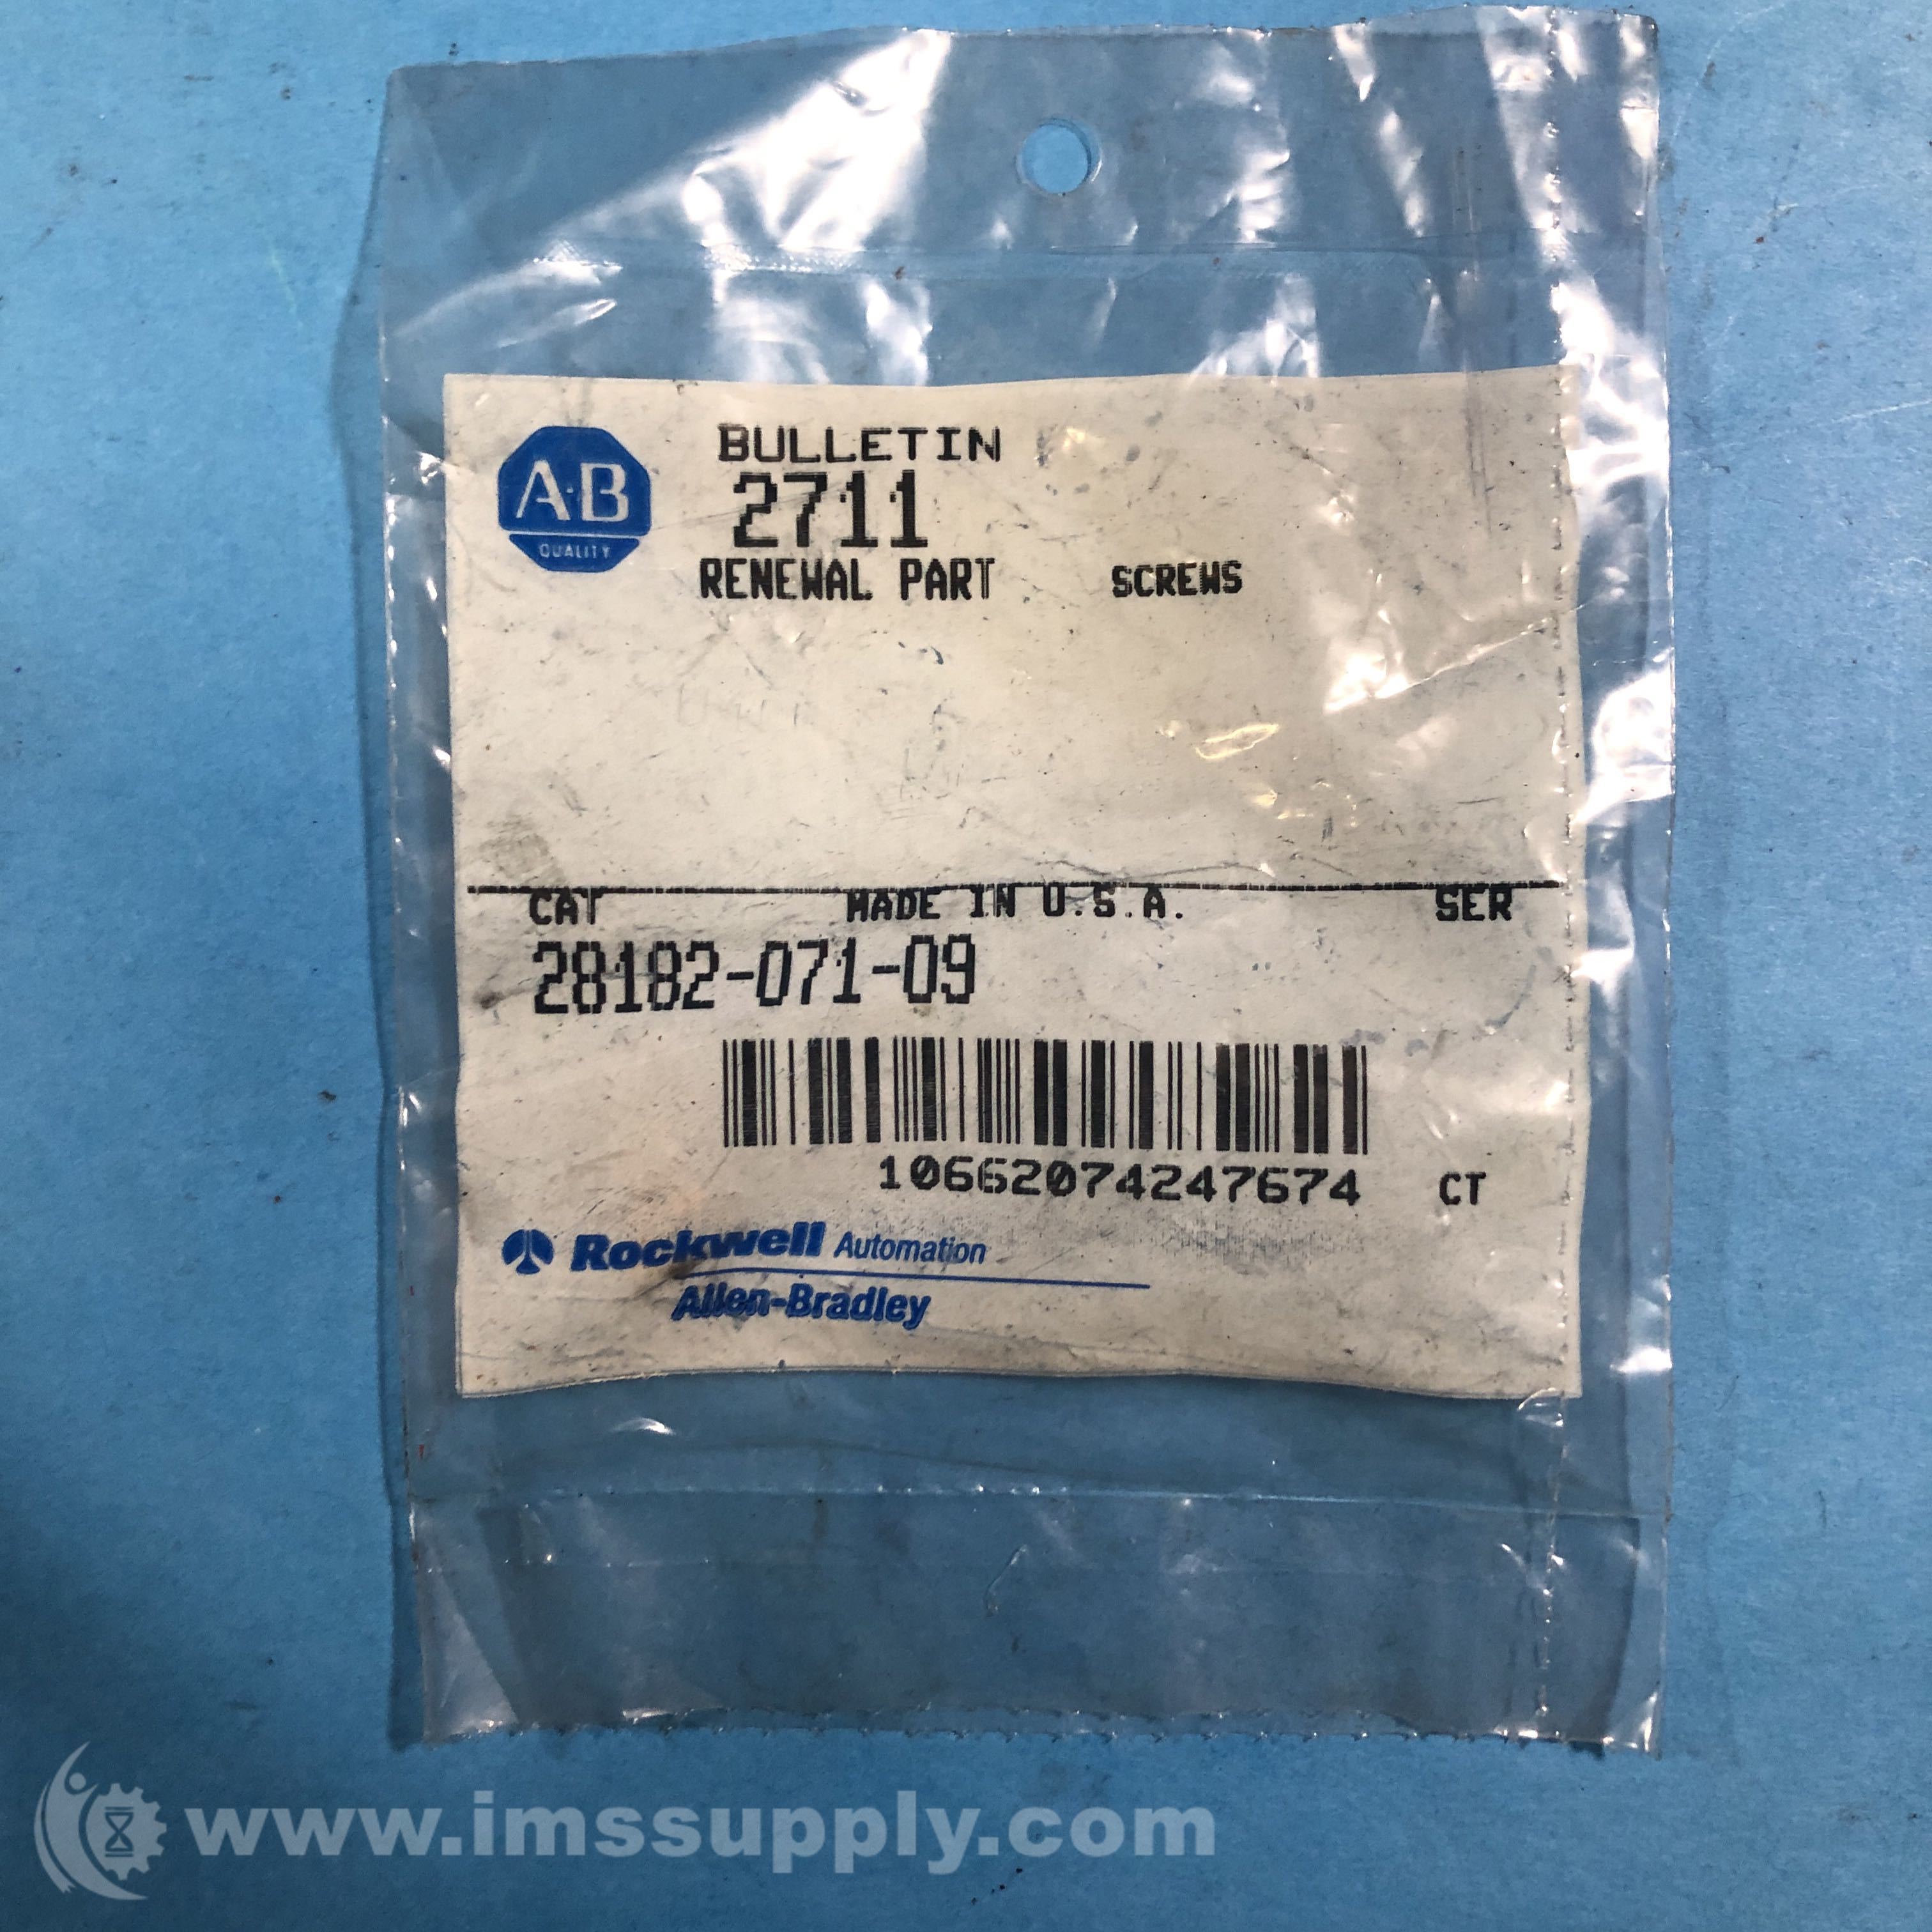 A·B
QUALITY
BULLETIN
2711
RENEWAL PART SCREWS
CAT MADE IN U.S.A. SER
28182-071-09
10662074247674 CT
Rockwell Automation
Allen-Bradley
www.imssupply.com